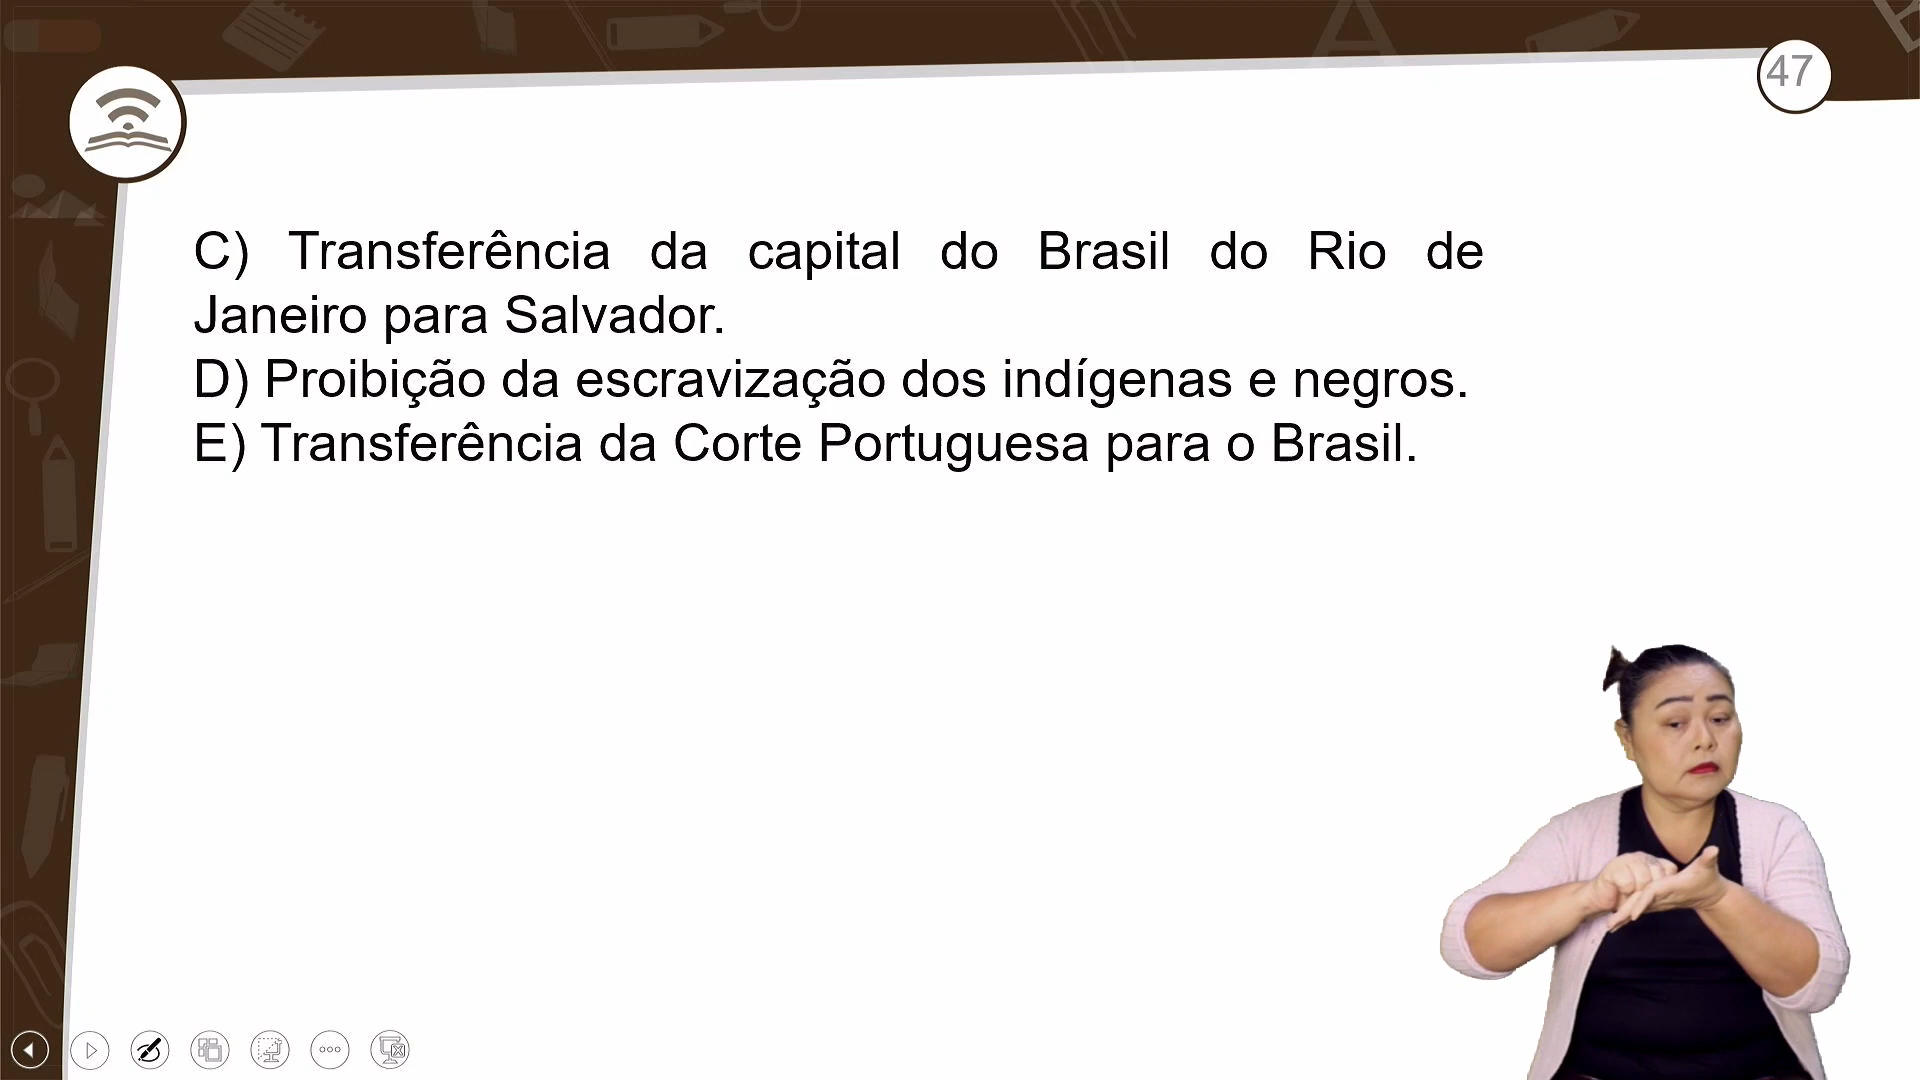 47
C) Transferência da capital do Brasil do Rio de
Janeiro para Salvador.
D) Proibição da escravização dos indígenas e negros.
E) Transferência da Corte Portuguesa para o Brasil.